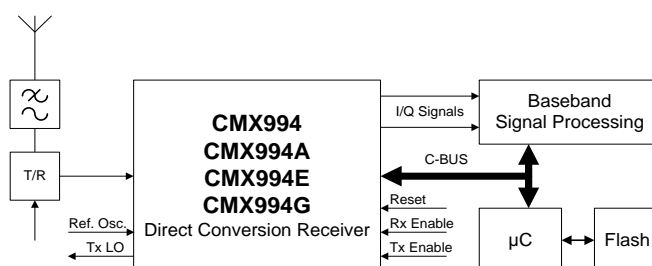 CMX994
CMX994A
CMX994E
CMX994G
Direct Conversion Receiver
T/R
Ref. Osc.
Tx LO
I/Q Signals
Baseband
Signal Processing
C-BUS
Reset
Rx Enable
Tx Enable
µC
Flash